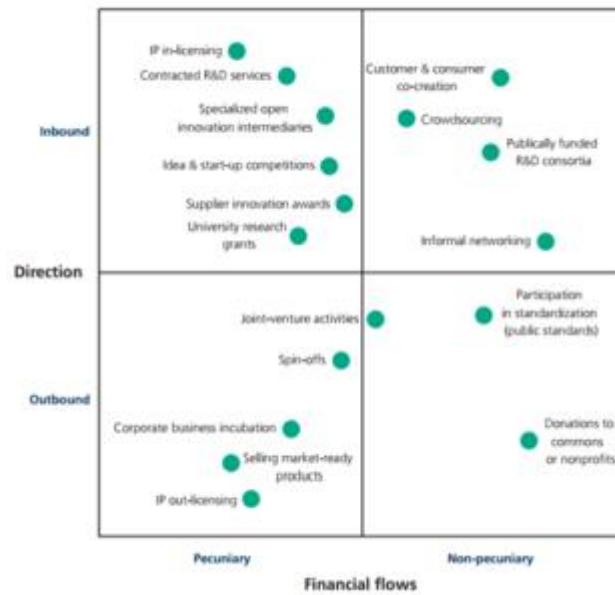 IP in-licensing
Contracted R&D services
Specialized open
innovation intermediaries
Idea & start-up competitions
Supplier innovation awards
University research
grants
Customer & consumer
co-creation
Crowdsourcing
Publically funded
R&D consortia
Informal networking
Inbound
Direction
Outbound
Joint-venture activities
Spin-offs
Corporate business incubation
Selling market-ready
products
IP out-licensing
Participation
in standardization
(public standards)
Donations to
commons
or nonprofits
Pecuniary
Non-pecuniary
Financial flows